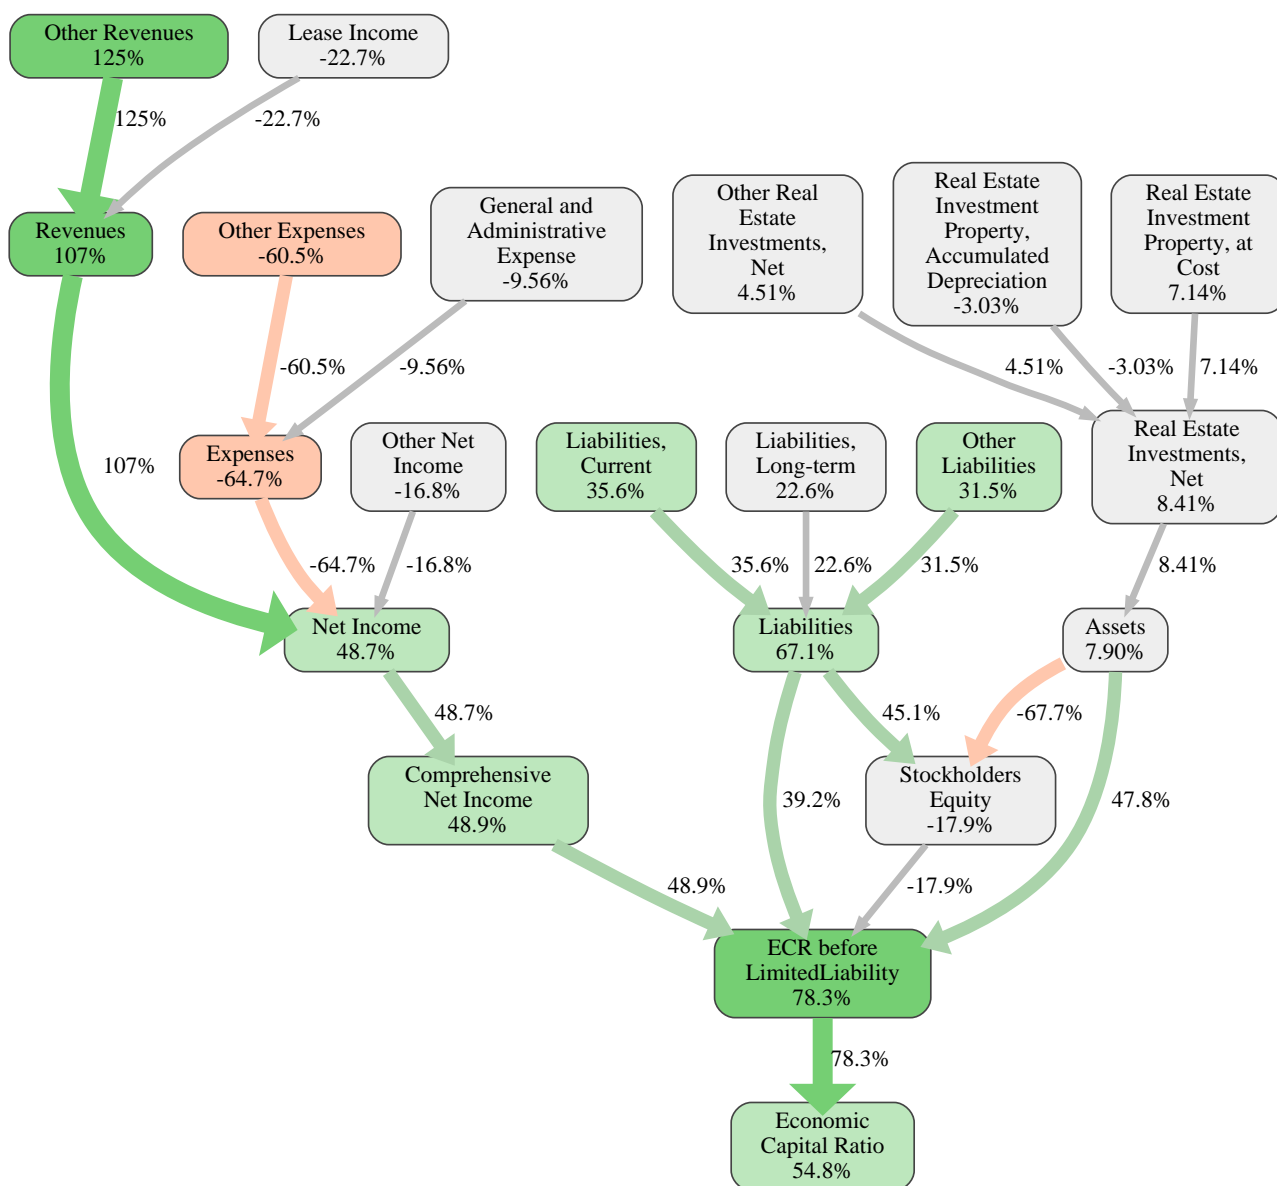 Other Revenues
125%
Lease Income
-22.7%
125%
-22.7%
Revenues
107%
Other Expenses
-60.5%
General and
Administrative
Expense
-9.56%
Other Real
Estate
Investments,
Net
4.51%
Real Estate
Investment
Property,
Accumulated
Depreciation
-3.03%
Real Estate
Investment
Property, at
Cost
7.14%
-60.5%
-9.56%
4.51%
-3.03%
7.14%
107%
Expenses
-64.7%
Other Net
Income
-16.8%
Liabilities,
Current
35.6%
Liabilities,
Long-term
22.6%
Other
Liabilities
31.5%
Real Estate
Investments,
Net
8.41%
-64.7%
-16.8%
35.6%
22.6%
31.5%
8.41%
Net Income
48.7%
Liabilities
67.1%
Assets
7.90%
48.7%
45.1%
-67.7%
Comprehensive
Net Income
48.9%
39.2%
Stockholders
Equity
-17.9%
47.8%
48.9%
-17.9%
ECR before
LimitedLiability
78.3%
78.3%
Economic
Capital Ratio
54.8%